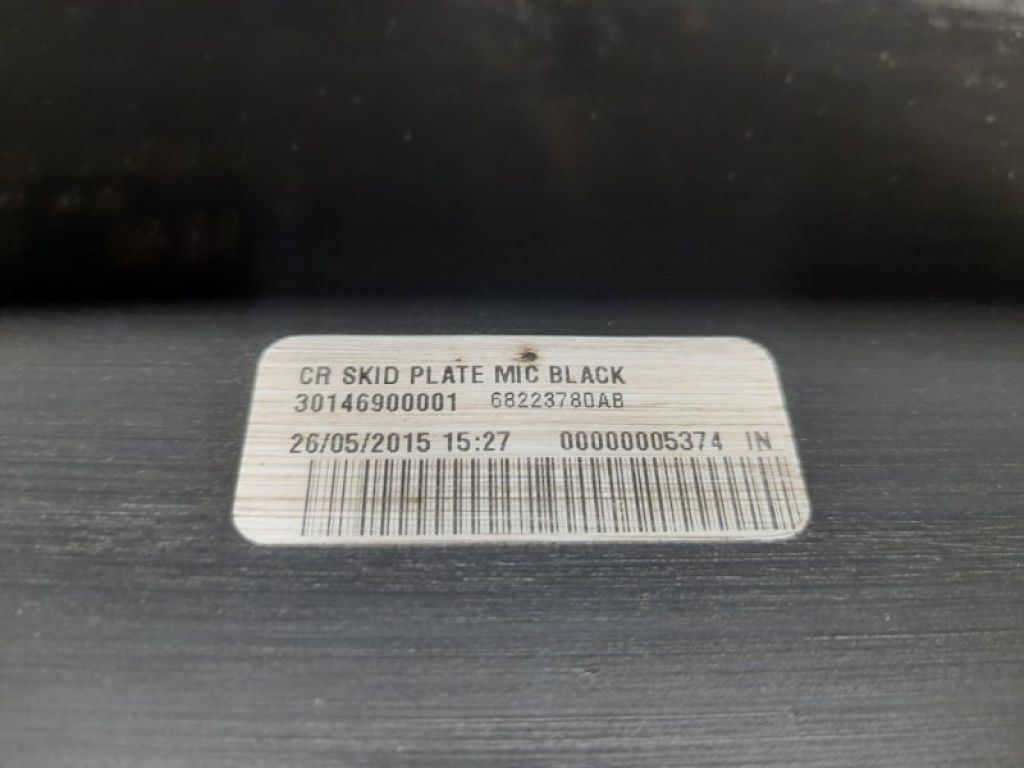 CR SKID PLATE MIC BLACK
30146900001 68223780AB
26/05/2015 15:27 00000005374 IN